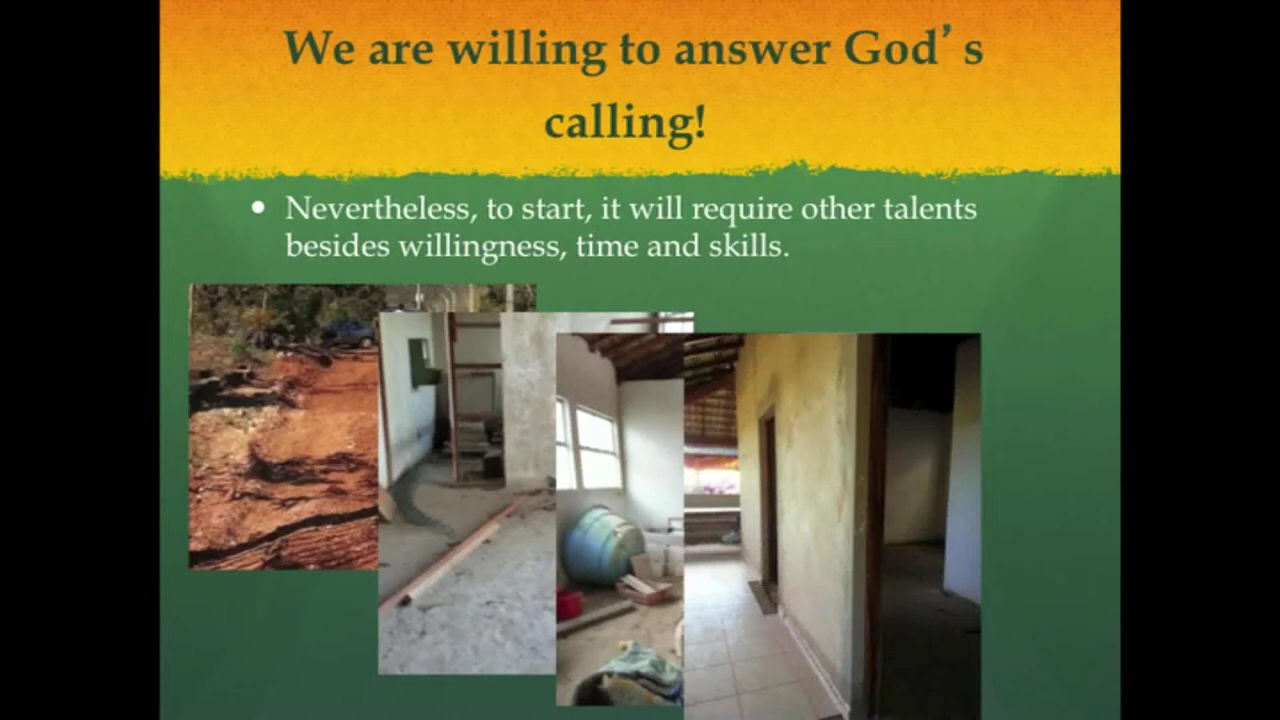 We are willing to answer God’s
calling!
• Nevertheless, to start, it will require other talents
besides willingness, time and skills.